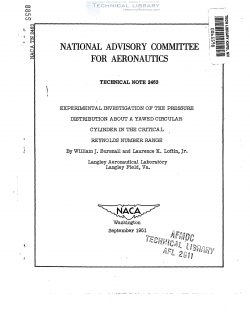 TECHNICAL LIBRARY
NACA TN 2463
NATIONAL ADVISORY COMMITTEE
FOR AERONAUTICS
TECHNICAL NOTE 2463
EXPERIMENTAL INVESTIGATION OF THE PRESSURE
DISTRIBUTION ABOUT A YAWED CIRCULAR
CYLINDER IN THE CRITICAL
REYNOLDS NUMBER RANGE
By William J. Bursnall and Laurence K. Loftin, Jr.
Langley Aeronautical Laboratory
Langley Field, Va.
NACA
Washington
September 1951
AFMDC
TECHNICAL LIBRARY
AFL 2811